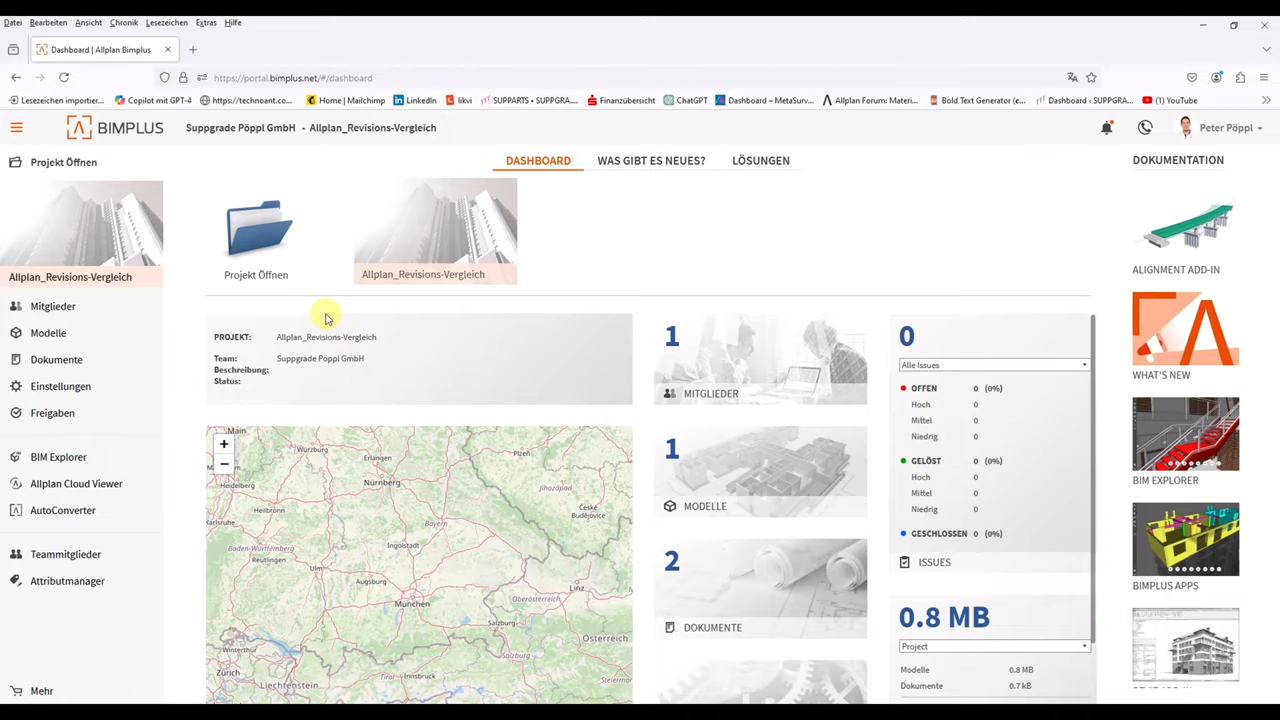 Datei Bearbeiten Ansicht Chronik Lesezeichen Extras Hilfe
Dashboard | Allplan Bimplus
https://portal.bimplus.net/#/dashboard
Lesezeichen importier... Copilot mit GPT-4 https://technoant.co... Home | Mailchimp LinkedIn likvi SUPPARTS – SUPPGRA... Finanzübersicht ChatGPT Dashboard – MetaSurv... Allplan Forum: Materi... Bold Text Generator (e... Dashboard ‹ SUPPGRA... (1) YouTube
BIMPLUS Suppgrade Pöppl GmbH - Allplan_Revisions-Vergleich Peter Pöppl
Projekt Öffnen
Allplan_Revisions-Vergleich
Mitglieder
Modelle
Dokumente
Einstellungen
Freigaben
BIM Explorer
Allplan Cloud Viewer
AutoConverter
Teammitglieder
Attributmanager
Mehr
DASHBOARD WAS GIBT ES NEUES? LÖSUNGEN
Projekt Öffnen Allplan_Revisions-Vergleich
PROJEKT: Allplan_Revisions-Vergleich
Team: Suppgrade Pöppl GmbH
Beschreibung:
Status:
+
−
Main
Würzburg
Erlangen
Plzeň
Heidelberg
Nürnberg
Jihozápad
Karlsruhe
Bayern
České
Budějovice
Baden-Württemberg
Ingolstadt
Reutlingen
Ulm
Augsburg
Linz
München
Oberösterreich
Salzburg
Salzburg
Österreich
Winterthur
Zürich
Liechtenstein
Innsbruck
Tirol
1
MITGLIEDER
1
MODELLE
2
DOKUMENTE
0
Alle Issues
OFFEN 0 (0%)
Hoch 0
Mittel 0
Niedrig 0
GELÖST 0 (0%)
Hoch 0
Mittel 0
Niedrig 0
GESCHLOSSEN 0 (0%)
ISSUES
0.8 MB
Project
Modelle 0.8 MB
Dokumente 0.7 kB
DOKUMENTATION
ALIGNMENT ADD-IN
WHAT'S NEW
BIM EXPLORER
BIMPLUS APPS